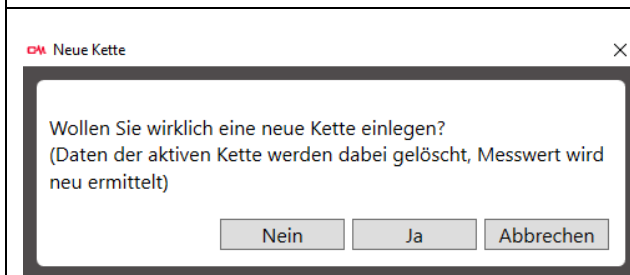 CM Neue Kette
Wollen Sie wirklich eine neue Kette einlegen?
(Daten der aktiven Kette werden dabei gelöscht, Messwert wird
neu ermittelt)
Nein Ja Abbrechen